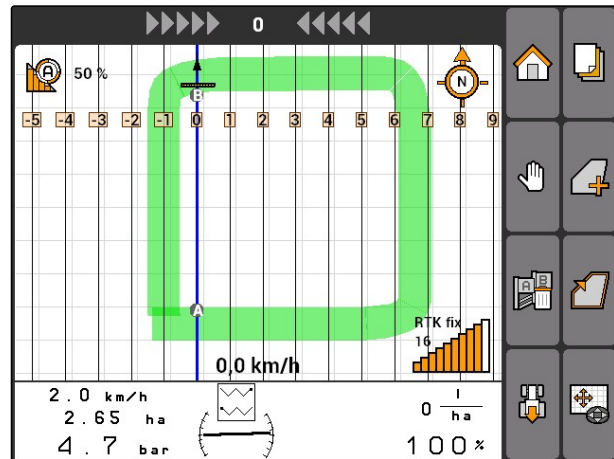 0
A
50 %
N
B
-5 -4 -3 -2 -1 0 1 2 3 4 5 6 7 8 9
A B
A
RTK fix
16
0,0 km/h
2.0 km/h
2.65 ha
4.7 bar
0 l/ha
100%